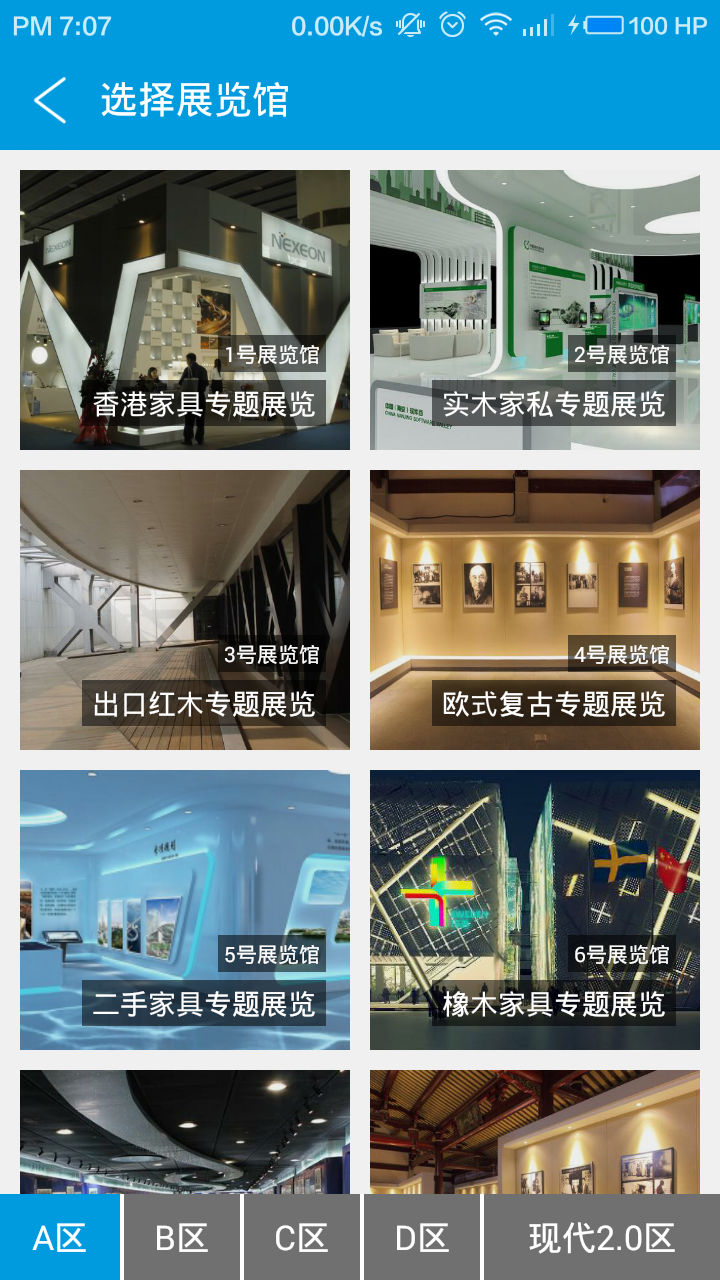 PM 7:07
0.00K/s
100 HP
选择展览馆
NEXEON
NEXEON
1号展览馆
香港家具专题展览
2号展览馆
实木家私专题展览
3号展览馆
出口红木专题展览
4号展览馆
欧式复古专题展览
5号展览馆
二手家具专题展览
6号展览馆
橡木家具专题展览
A区
B区
C区
D区
现代2.0区